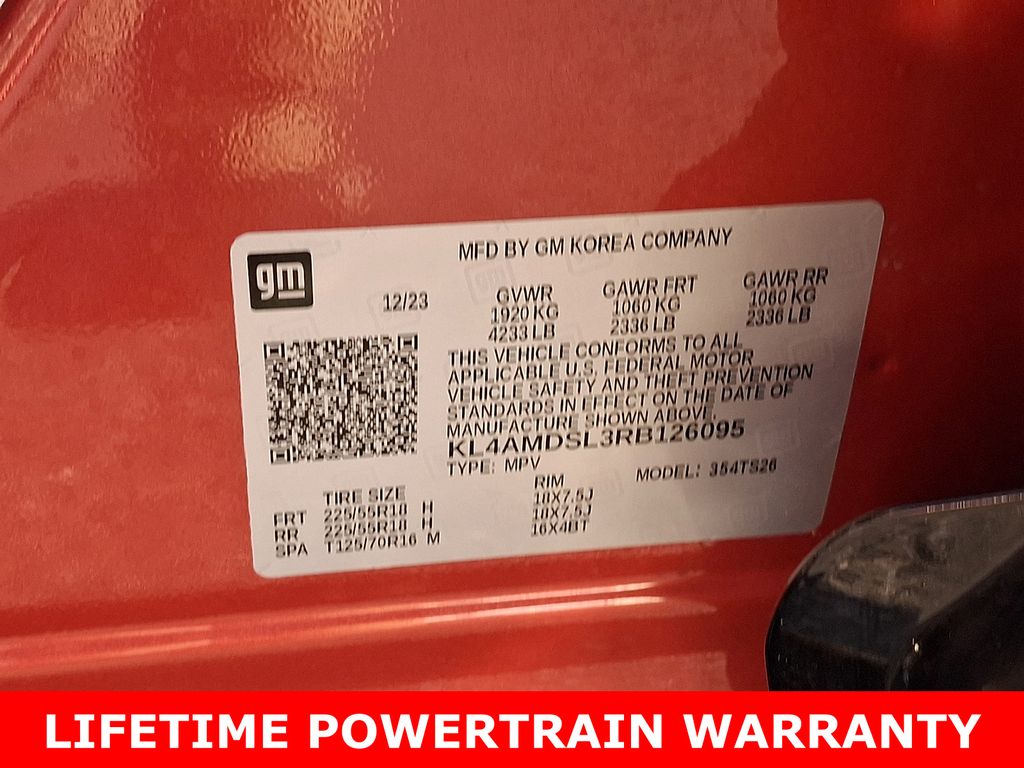 gm
MFD BY GM KOREA COMPANY
12/23 GVWR GAWR FRT GAWR RR
1920 KG 1060 KG 1060 KG
4233 LB 2336 LB 2336 LB
THIS VEHICLE CONFORMS TO ALL
APPLICABLE U.S. FEDERAL MOTOR
VEHICLE SAFETY AND THEFT PREVENTION
STANDARDS IN EFFECT ON THE DATE OF
MANUFACTURE SHOWN ABOVE.
KL4AMDSL3RB126095
TYPE: MPV MODEL: 354TS26
TIRE SIZE RIM
FRT 225/55R18 H 18X7.5J
RR 225/55R18 H 18X7.5J
SPA T125/70R16 M 16X4BT
LIFETIME POWERTRAIN WARRANTY